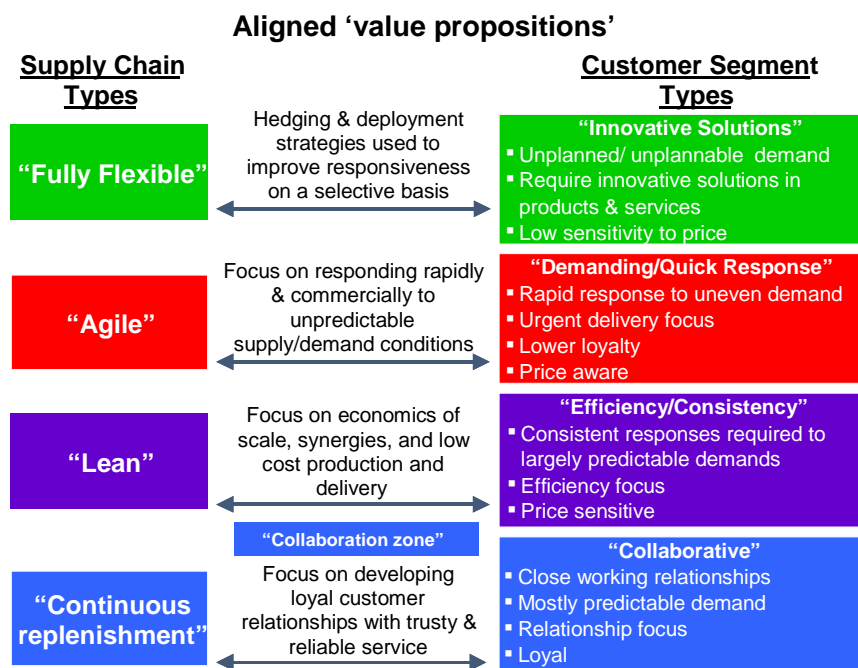 Aligned ‘value propositions’
Supply Chain
Types
Customer Segment
Types
“Fully Flexible”
Hedging & deployment
strategies used to
improve responsiveness
on a selective basis
“Innovative Solutions”
▪ Unplanned/ unplannable demand
▪ Require innovative solutions in
products & services
▪ Low sensitivity to price
“Agile”
Focus on responding rapidly
& commercially to
unpredictable
supply/demand conditions
“Demanding/Quick Response”
▪ Rapid response to uneven demand
▪ Urgent delivery focus
▪ Lower loyalty
▪ Price aware
“Lean”
Focus on economics of
scale, synergies, and low
cost production and
delivery
“Efficiency/Consistency”
▪ Consistent responses required to
largely predictable demands
▪ Efficiency focus
▪ Price sensitive
“Collaboration zone”
“Continuous
replenishment”
Focus on developing
loyal customer
relationships with trusty &
reliable service
“Collaborative”
▪ Close working relationships
▪ Mostly predictable demand
▪ Relationship focus
▪ Loyal